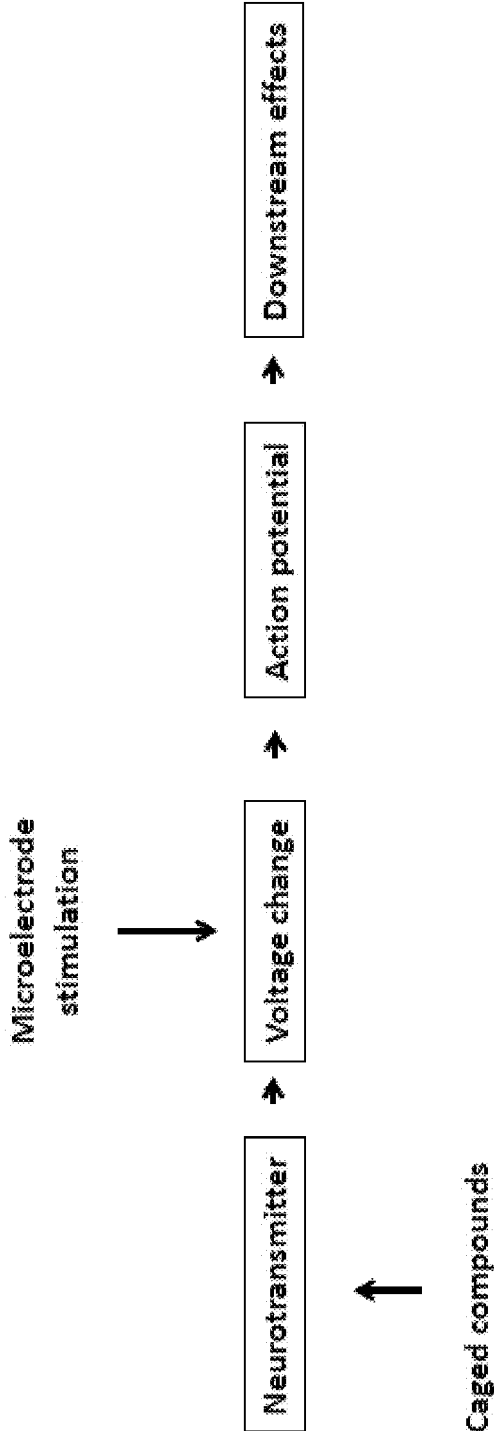 Microelectrode
stimulation
Neurotransmitter
Voltage change
Action potential
Downstream effects
Caged compounds